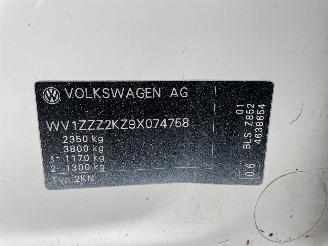 VOLKSWAGEN AG
WV1ZZZ2KZ9X074758
2350 kg
3800 kg
1- 1170 kg
2- 1300 kg
Typ: 2KN
01
BLS 7852
4638654
0.6